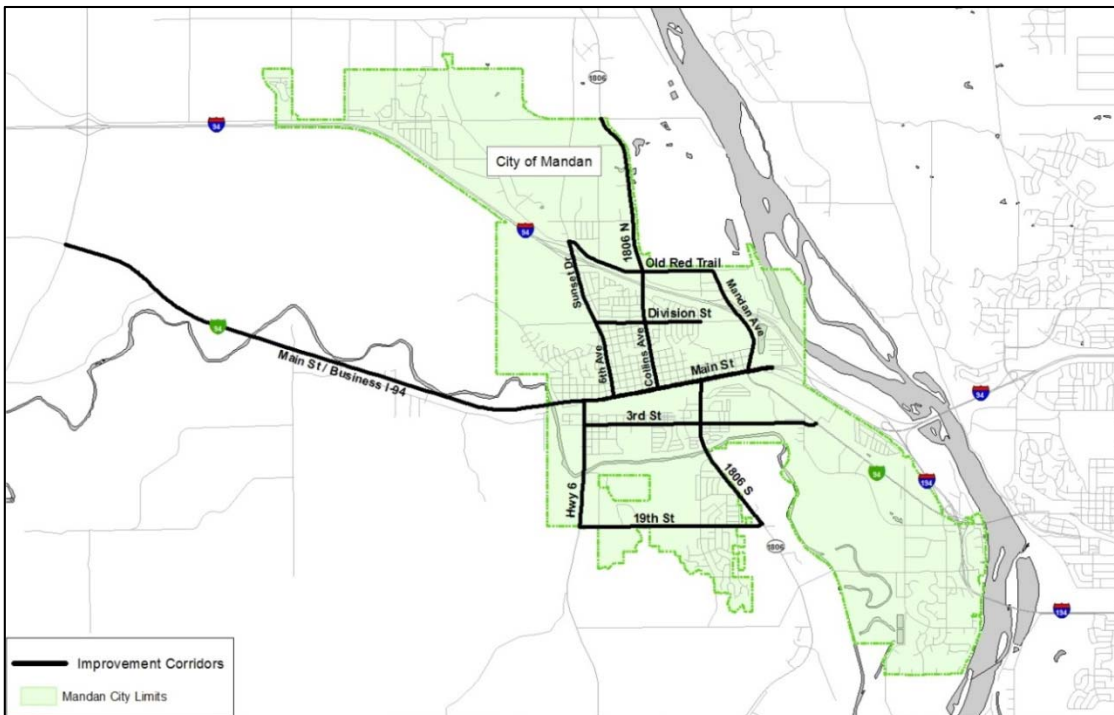 1806
94
94
City of Mandan
94
1806 N
Old Red Trail
Sunset Dr
Mandan Ave
Division St
94
6th Ave
Collins Ave
Main St
Main St / Business I-94
94
3rd St
94
194
1806 S
Hwy 6
19th St
1806
194
Improvement Corridors
Mandan City Limits